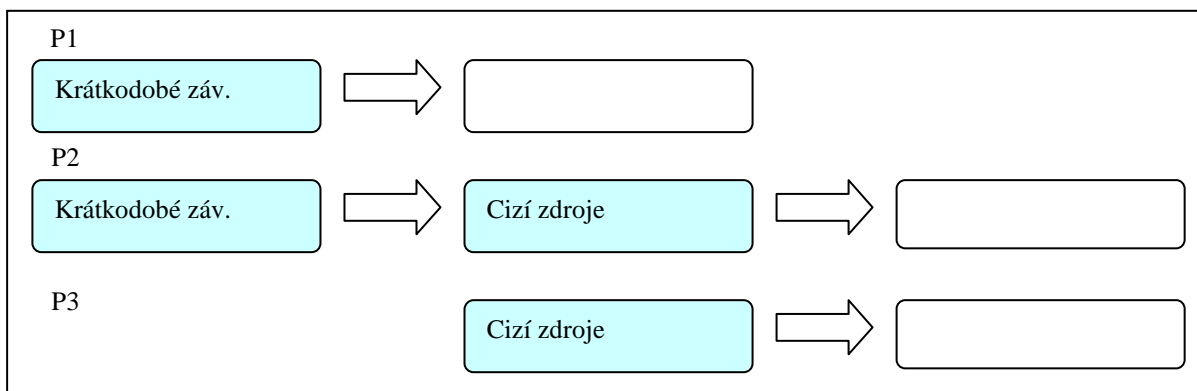 P1
Krátkodobé záv.
P2
Krátkodobé záv.
Cizí zdroje
P3
Cizí zdroje